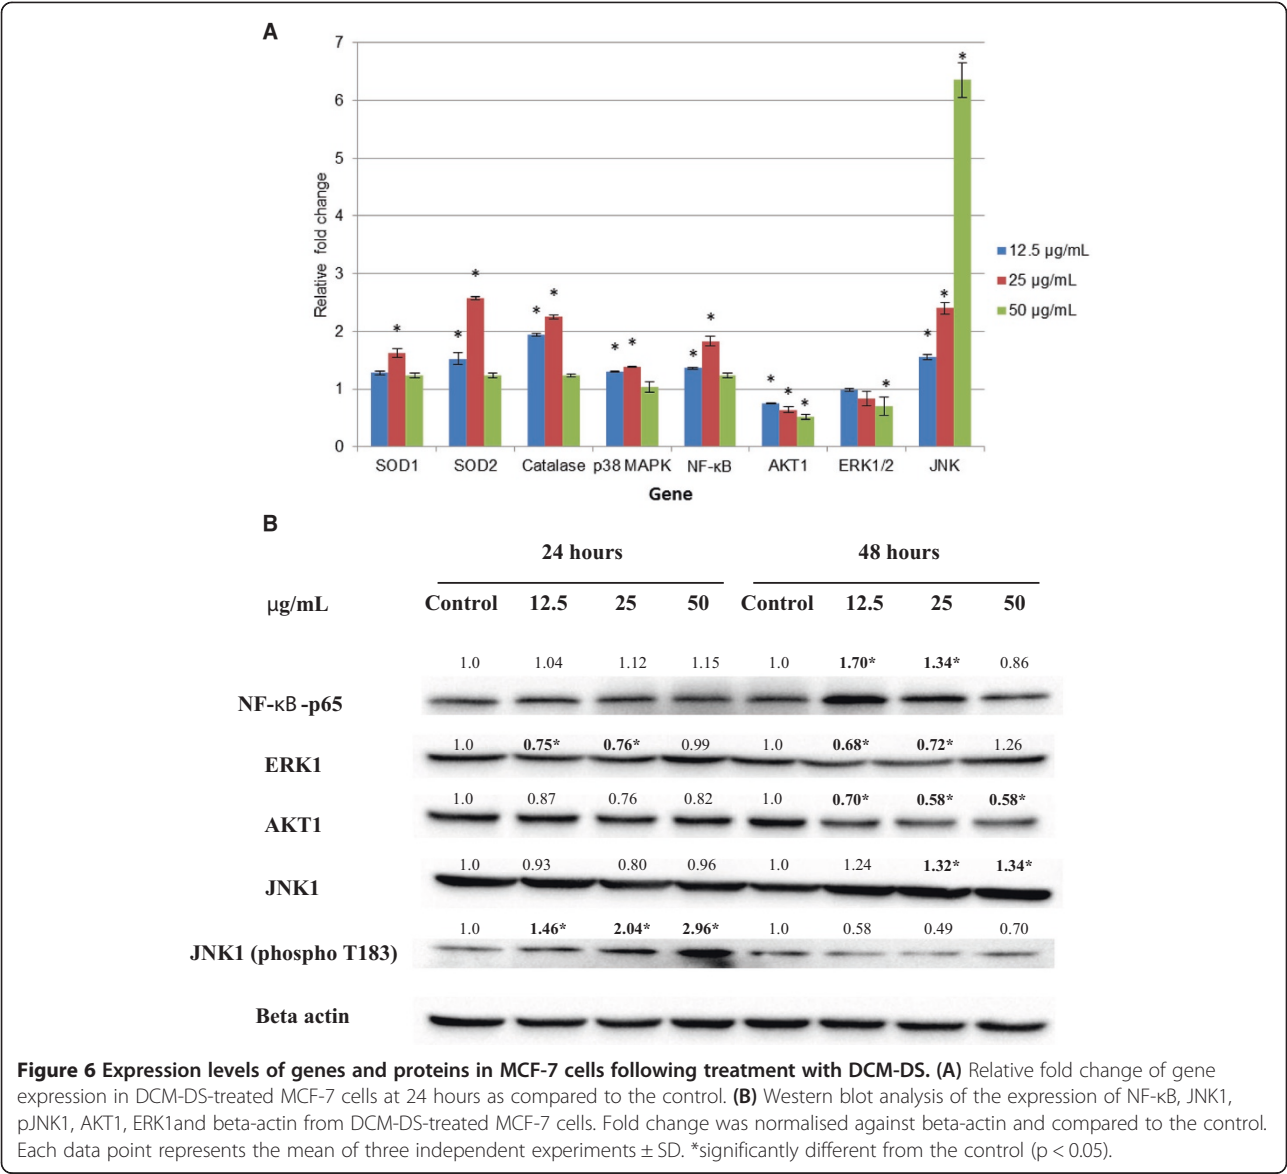 A
7
6
5
4
3
2
1
0
Relative fold change
* * * * * * * * * * * * * * * * *
SOD1 SOD2 Catalase p38 MAPK NF-κB AKT1 ERK1/2 JNK
Gene
12.5 µg/mL
25 µg/mL
50 µg/mL
B
24 hours 48 hours
µg/mL Control 12.5 25 50 Control 12.5 25 50
1.0 1.04 1.12 1.15 1.0 1.70* 1.34* 0.86
NF-κB-p65
1.0 0.75* 0.76* 0.99 1.0 0.68* 0.72* 1.26
ERK1
1.0 0.87 0.76 0.82 1.0 0.70* 0.58* 0.58*
AKT1
1.0 0.93 0.80 0.96 1.0 1.24 1.32* 1.34*
JNK1
1.0 1.46* 2.04* 2.96* 1.0 0.58 0.49 0.70
JNK1 (phospho T183)
Beta actin
Figure 6 Expression levels of genes and proteins in MCF-7 cells following treatment with DCM-DS. (A) Relative fold change of gene
expression in DCM-DS-treated MCF-7 cells at 24 hours as compared to the control. (B) Western blot analysis of the expression of NF-κB, JNK1,
pJNK1, AKT1, ERK1and beta-actin from DCM-DS-treated MCF-7 cells. Fold change was normalised against beta-actin and compared to the control.
Each data point represents the mean of three independent experiments ± SD. *significantly different from the control (p < 0.05).